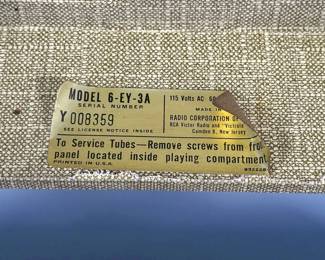 MODEL 6-EY-3A
SERIAL NUMBER
Y 008359
SEE LICENSE NOTICE INSIDE
115 Volts AC 60
MADE IN
RADIO CORPORATION OF
RCA Victor Radio and "Victrola
Camden 8, New Jersey
To Service Tubes—Remove screws from fro
panel located inside playing compartment
PRINTED IN U.S.A.